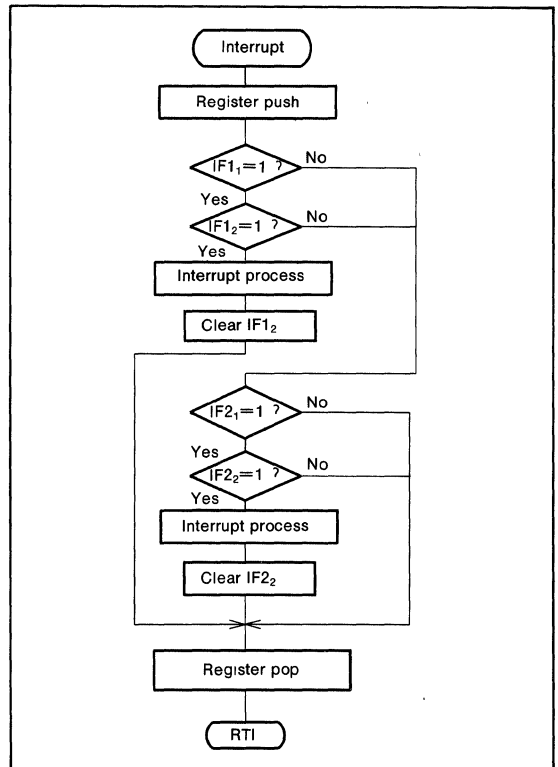 Interrupt
Register push
IF1₁=1 ?
No
Yes
IF1₂=1 ?
No
Yes
Interrupt process
Clear IF1₂
IF2₁=1 ?
No
Yes
IF2₂=1 ?
No
Yes
Interrupt process
Clear IF2₂
Register pop
RTI